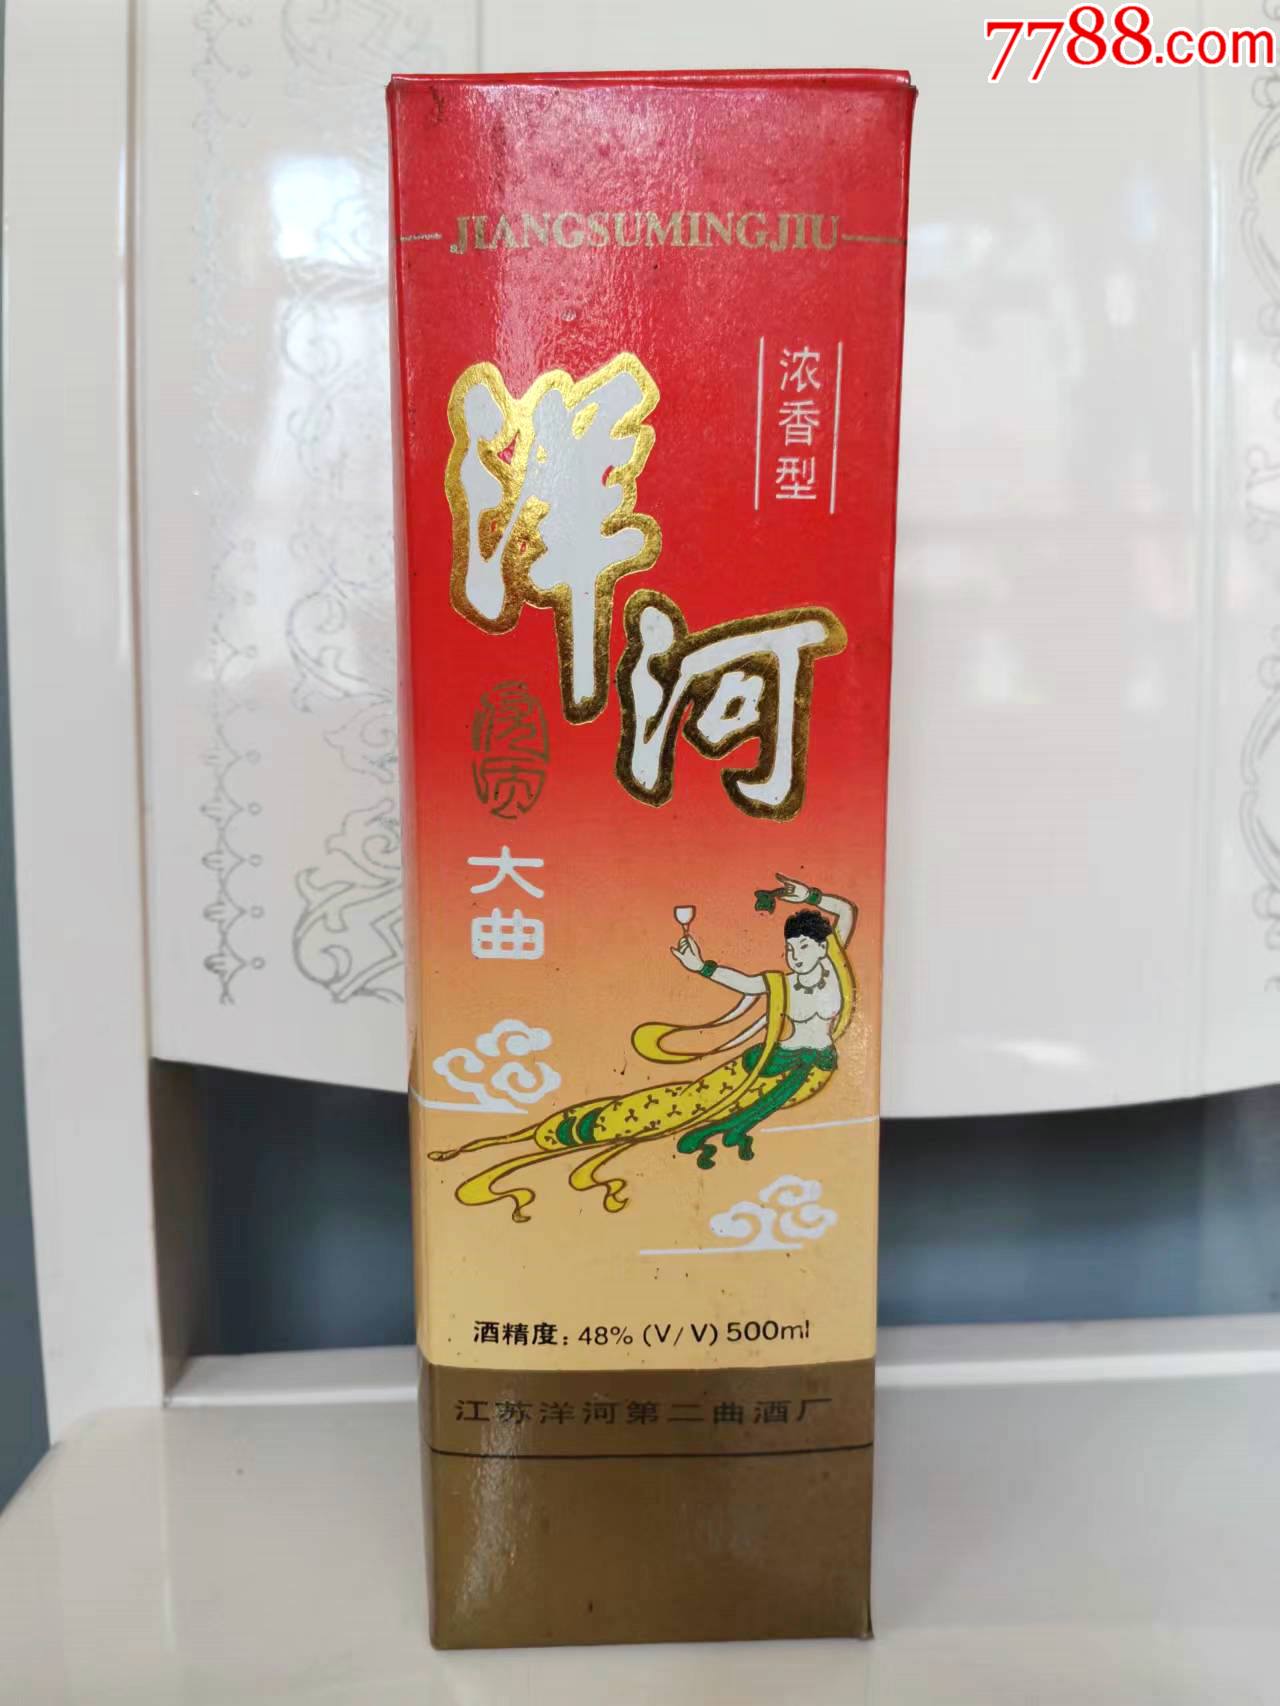 7788.com
JIANGSUMINGJIU
浓香型
洋河
大曲
酒精度: 48% (V/V) 500ml
江苏洋河第二曲酒厂